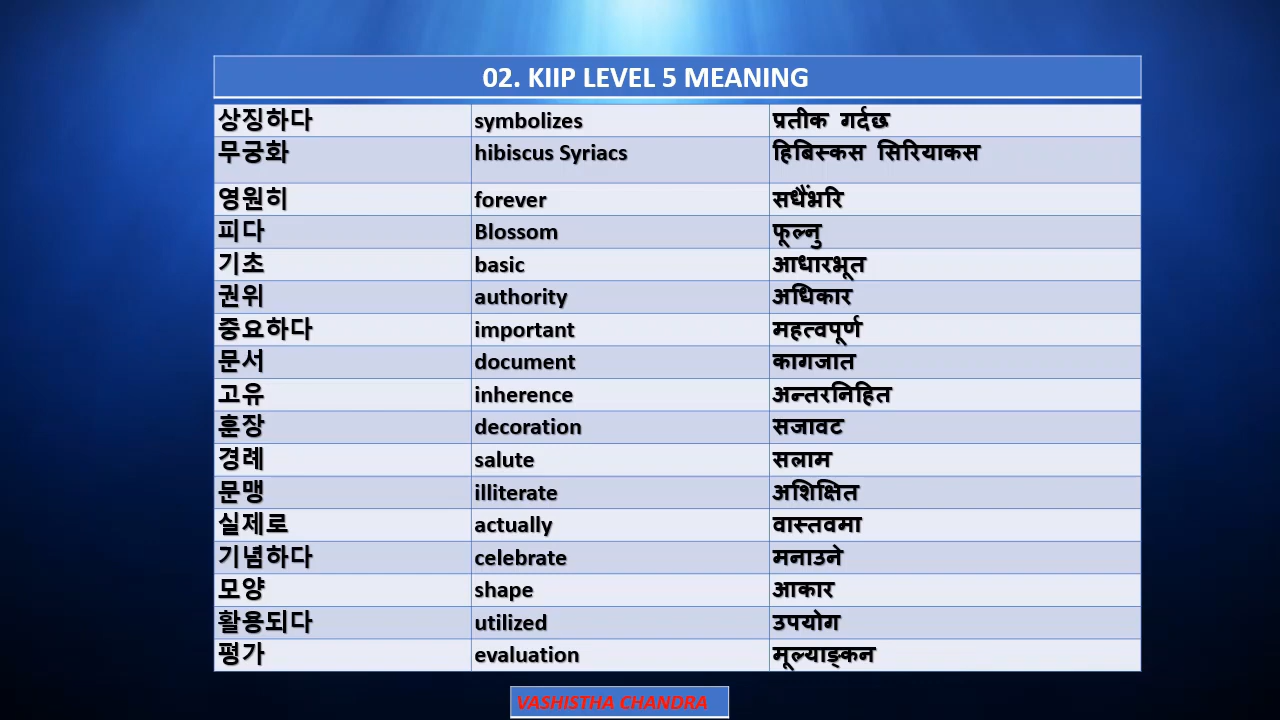 02. KIIP LEVEL 5 MEANING
상징하다 symbolizes प्रतीक गर्दछ
무궁화 hibiscus Syriacs हिबिस्कस सिरियाकस
영원히 forever सधैंभरि
피다 Blossom फूल्नु
기초 basic आधारभूत
권위 authority अधिकार
중요하다 important महत्वपूर्ण
문서 document कागजात
고유 inherence अन्तरनिहित
훈장 decoration सजावट
경례 salute सलाम
문맹 illiterate अशिक्षित
실제로 actually वास्तवमा
기념하다 celebrate मनाउने
모양 shape आकार
활용되다 utilized उपयोग
평가 evaluation मूल्याङ्कन
VASHISTHA CHANDRA